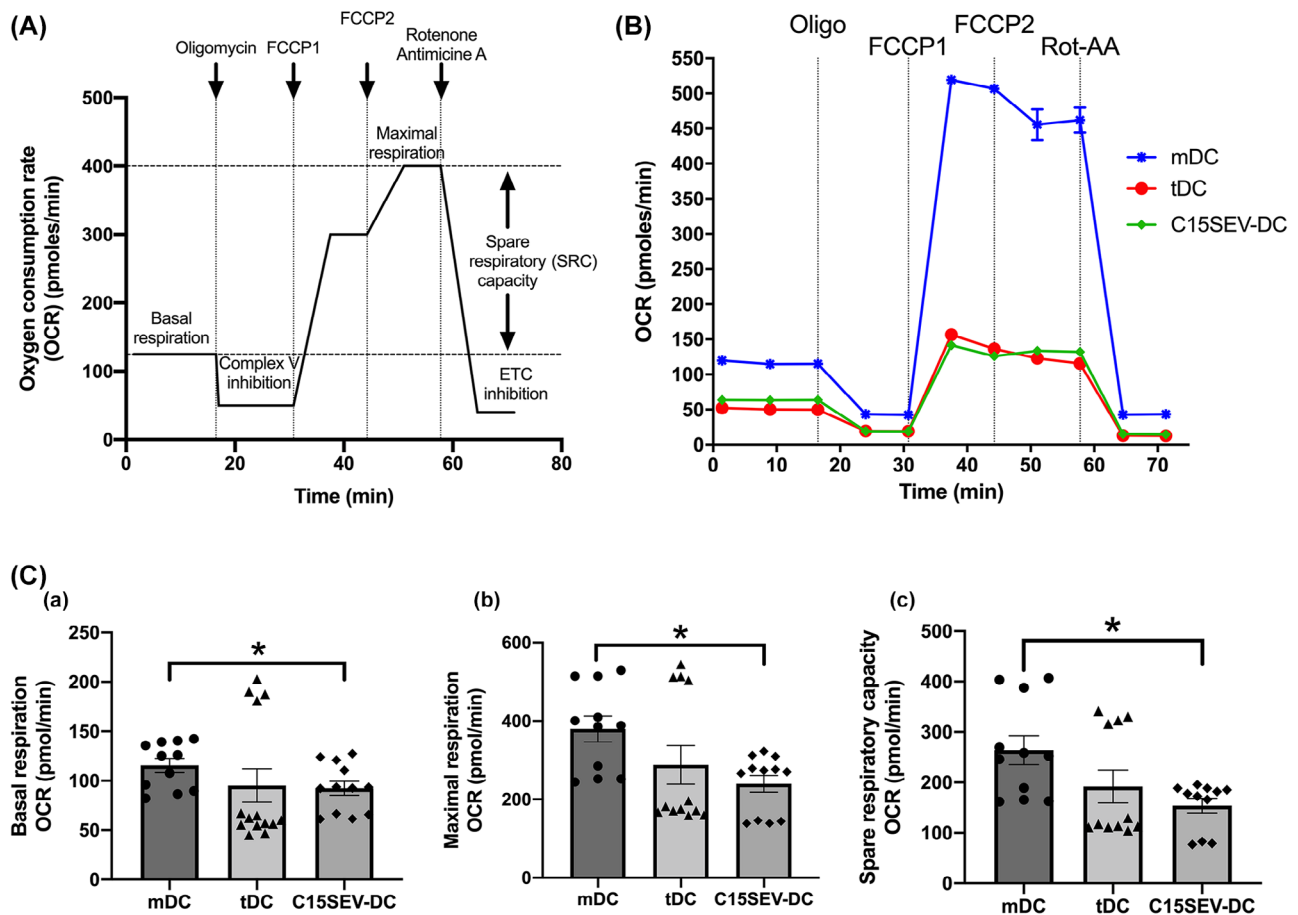 (A)
Oligomycin
FCCP1
FCCP2
Rotenone
Antimicine A
Oxygen consumption rate
(OCR) (pmoles/min)
500
400
300
200
100
0
Maximal
respiration
Spare
respiratory (SRC)
capacity
Basal
respiration
Complex V
inhibition
ETC
inhibition
0
20
40
60
80
Time (min)
(B)
Oligo
FCCP1
FCCP2
Rot-AA
OCR (pmoles/min)
550
500
450
400
350
300
250
200
150
100
50
0
0
10
20
30
40
50
60
70
Time (min)
mDC
tDC
C15SEV-DC
(C)
(a)
Basal respiration
OCR (pmol/min)
250
200
150
100
50
0
*
mDC
tDC
C15SEV-DC
(b)
Maximal respiration
OCR (pmol/min)
600
400
200
0
*
mDC
tDC
C15SEV-DC
(c)
Spare respiratory capacity
OCR (pmol/min)
500
400
300
200
100
0
*
mDC
tDC
C15SEV-DC